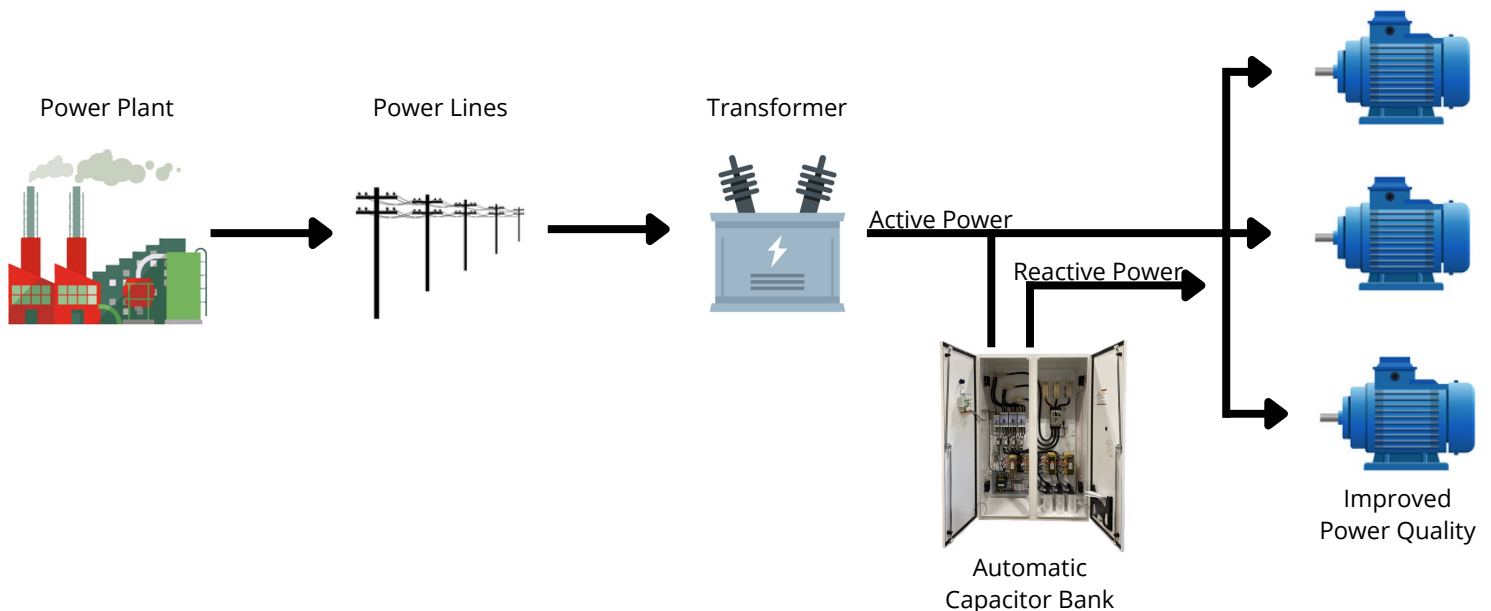 Power Plant
Power Lines
Transformer
Active Power
Reactive Power
Automatic
Capacitor Bank
Improved
Power Quality